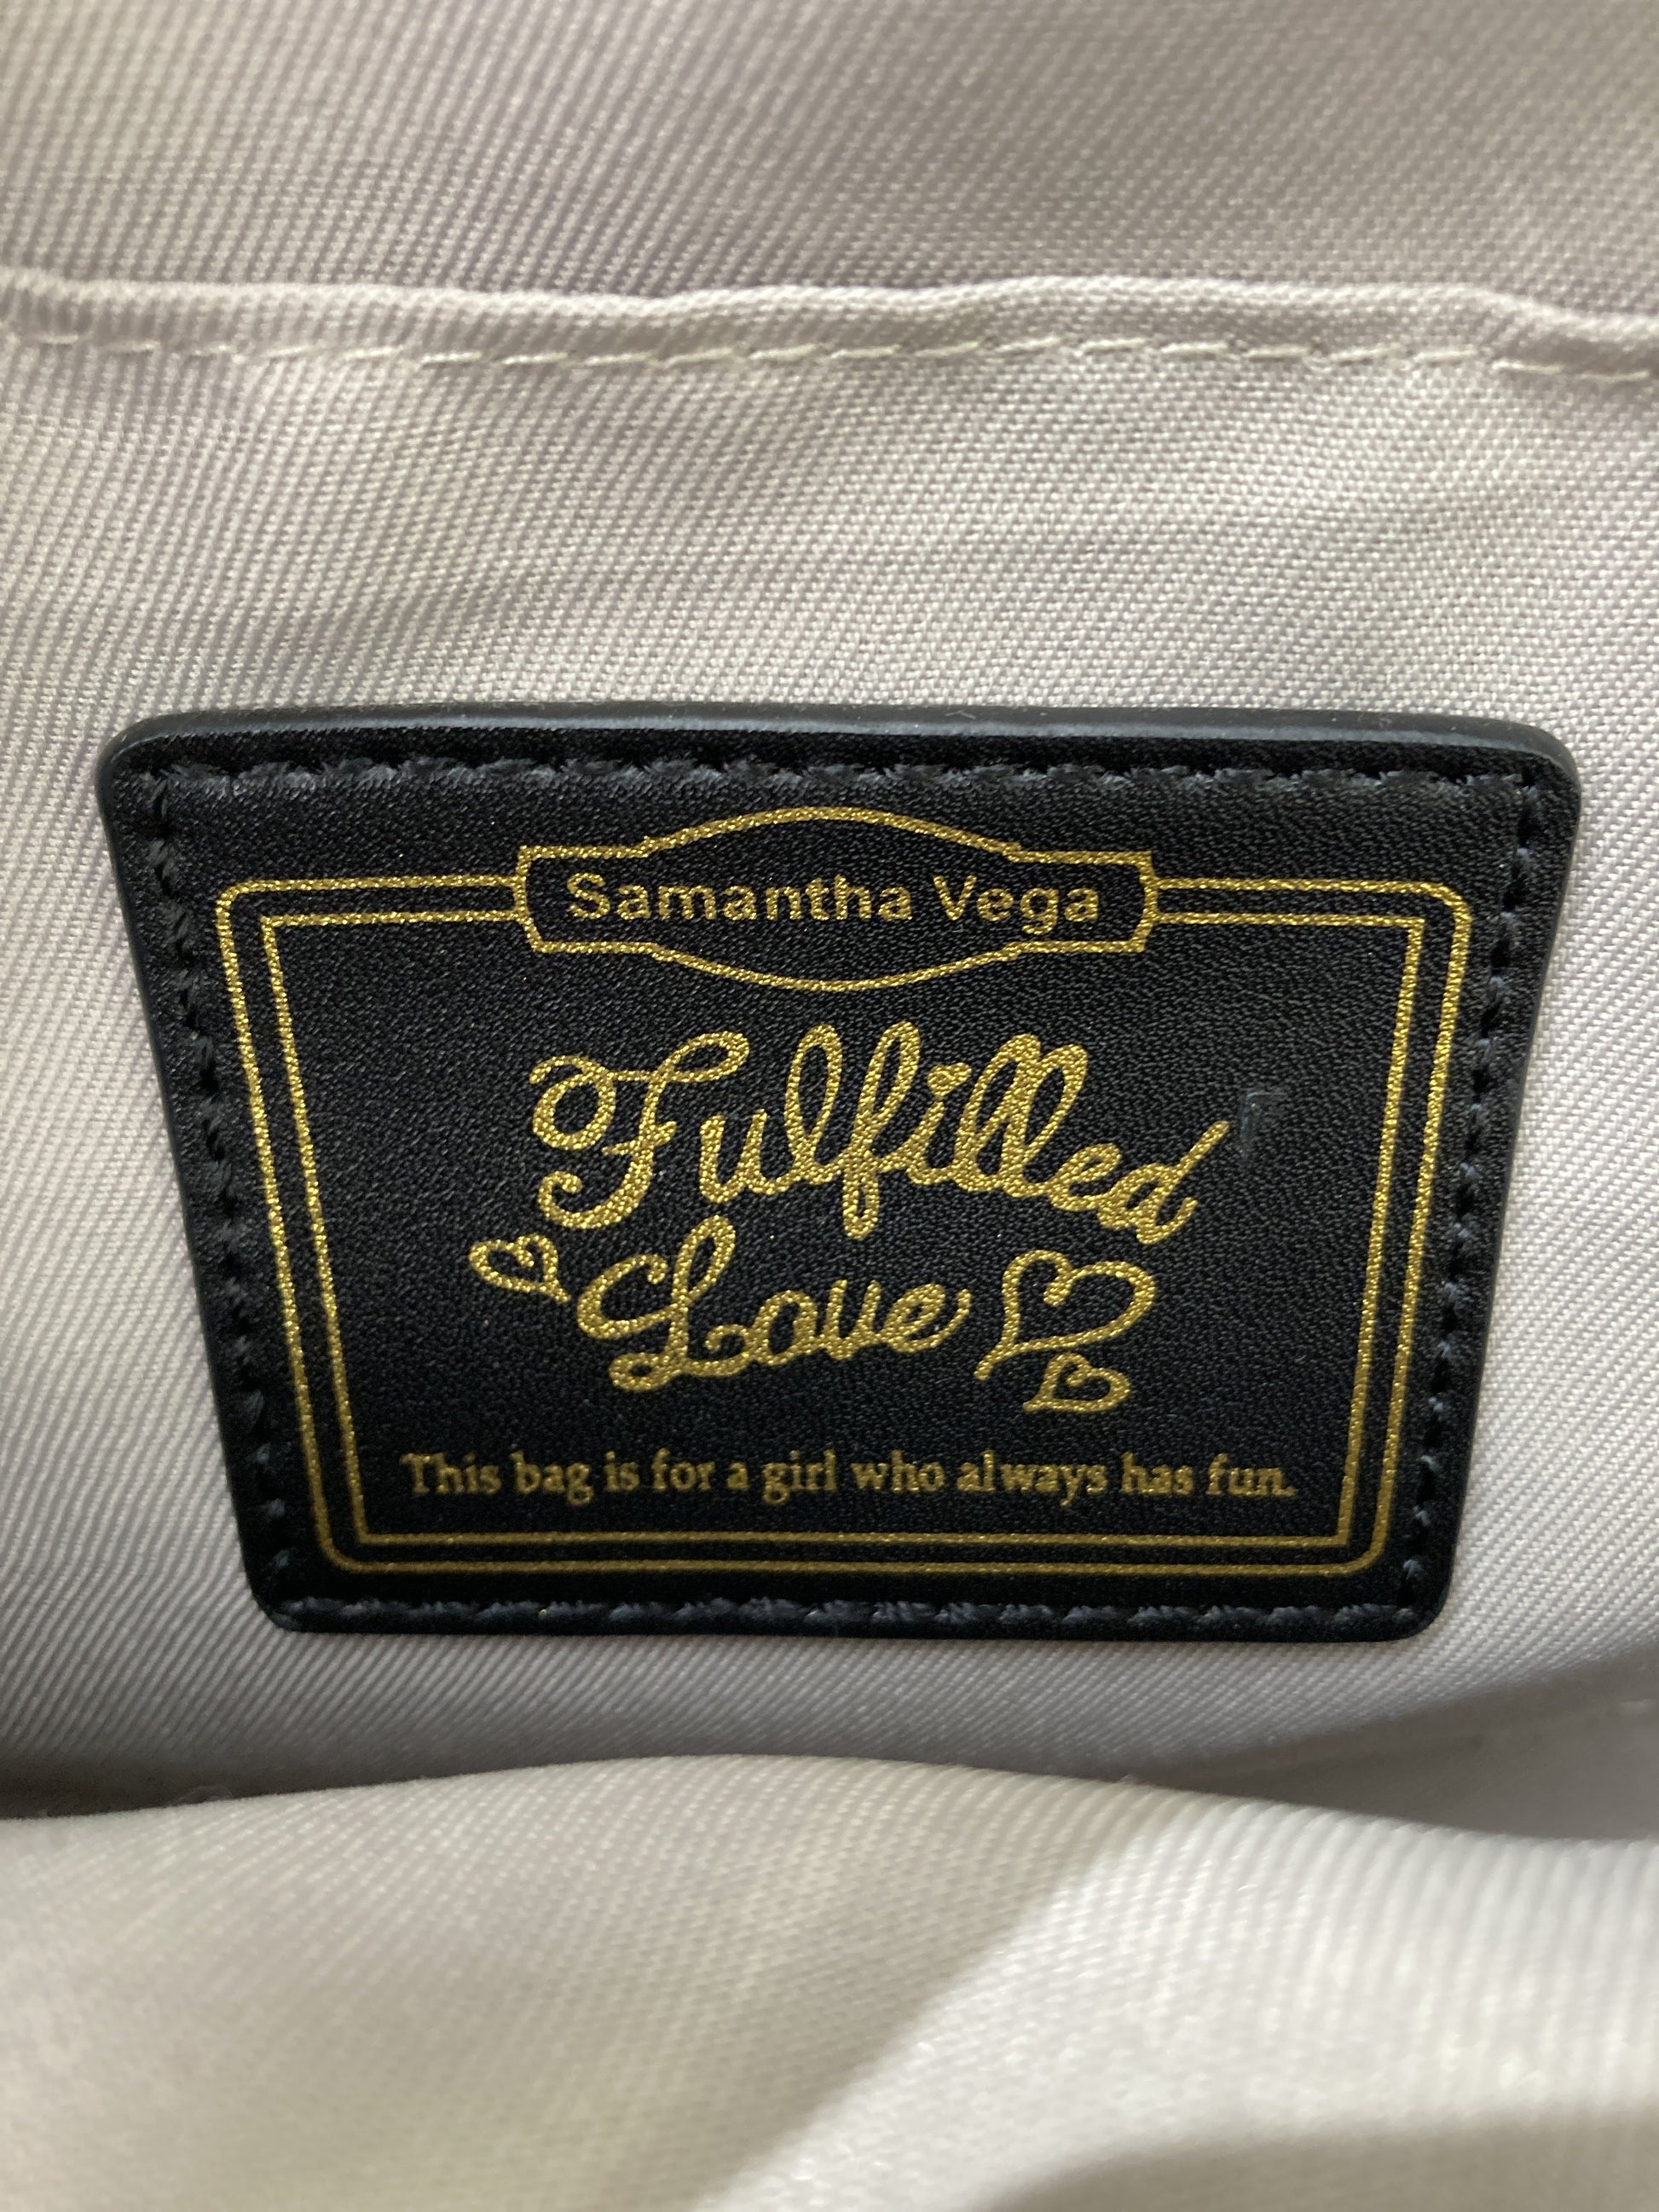 Samantha Vega
Fulfilled
Love
This bag is for a girl who always has fun.